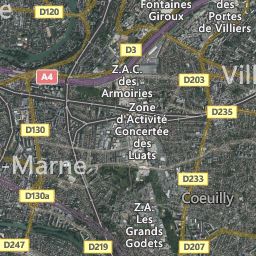 e
D120
Fontaines
Giroux
des
Portes
de Villiers
D3
A4
Z.A.C.
des
Armoiries
D203
Vill
Zone
d'Activité
Concertée
des
Luats
D235
D130
Marne
D233
D130a
Coeuilly
Z.A.
Les
Grands
Godets
D247
D219
D207